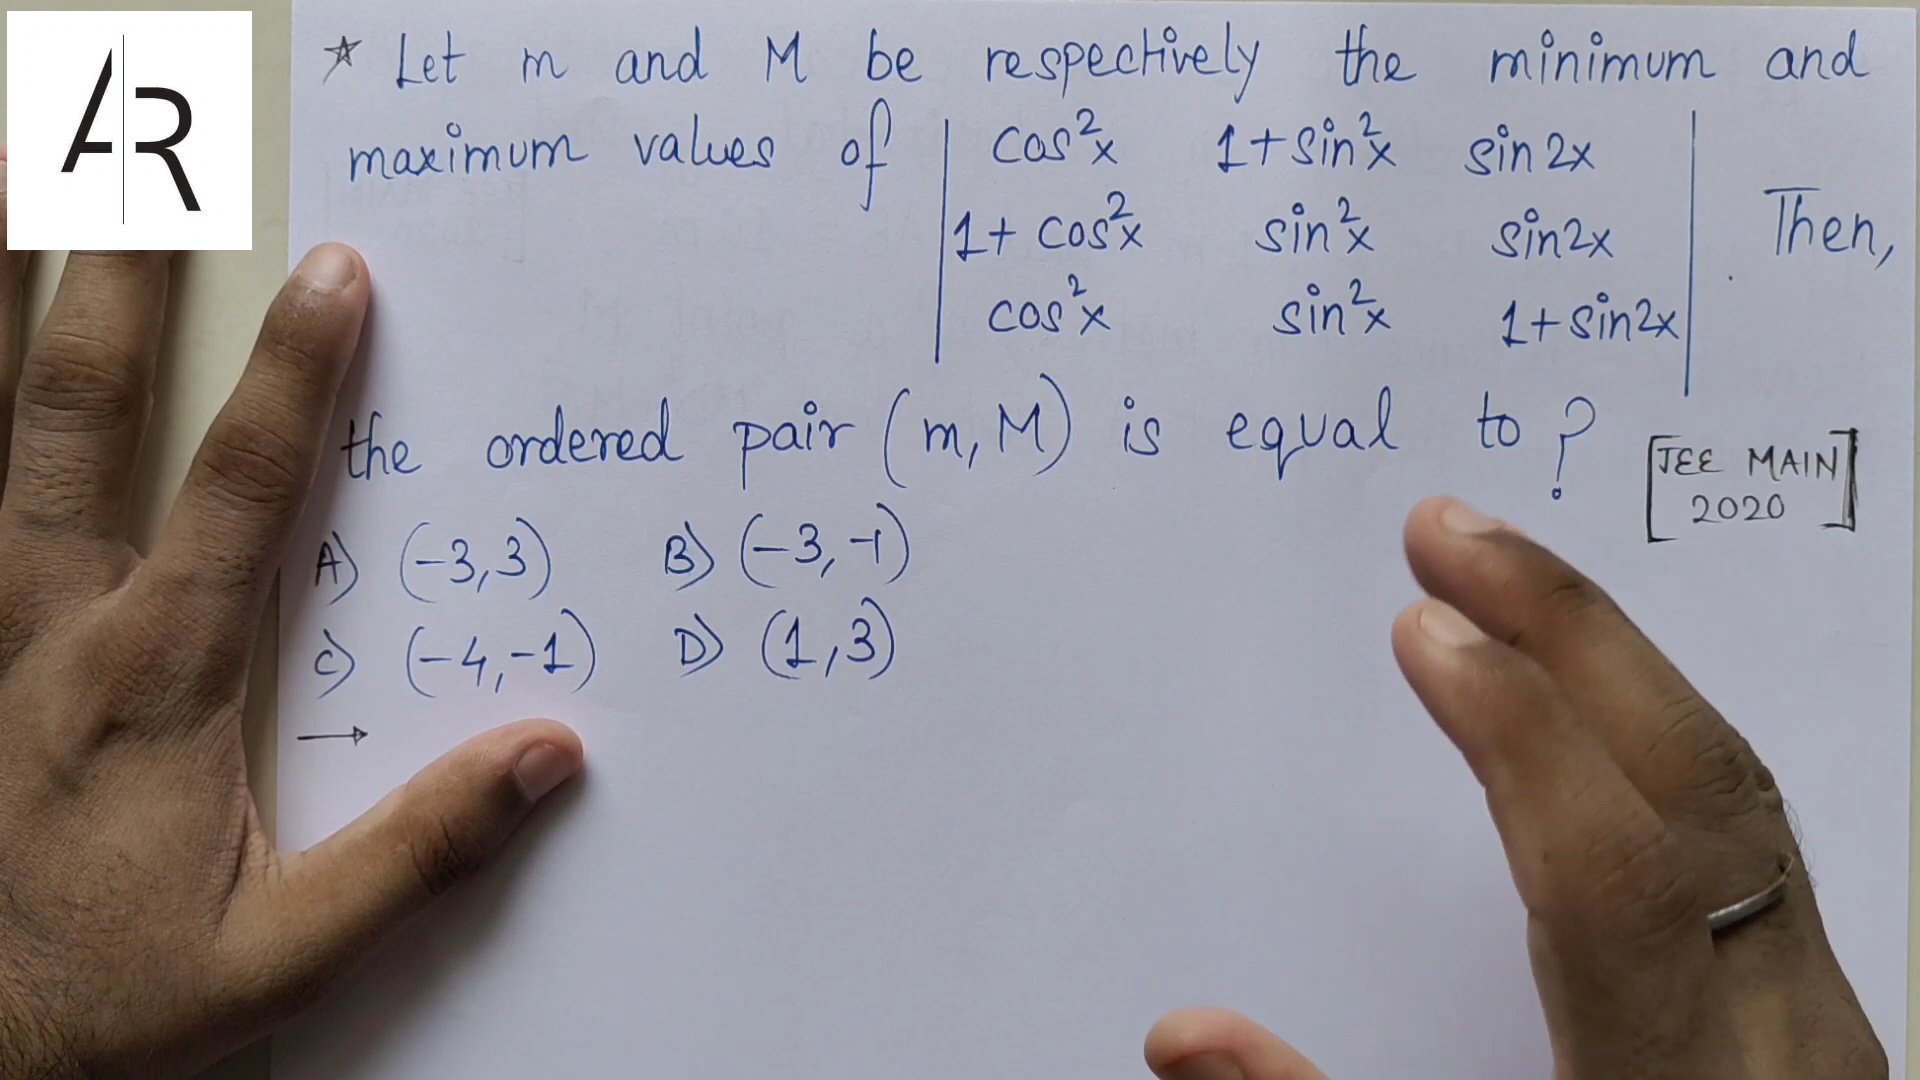 AR
☆ Let m and M be respectively the minimum and
maximum values of | cos²x 1+sin²x sin 2x |
| 1+ cos²x sin²x sin2x | . Then,
| cos²x sin²x 1+sin2x |
the ordered pair (m, M) is equal to ?
[JEE MAIN
2020]
A) (-3,3) B) (-3,-1)
C) (-4,-1) D) (1,3)
→